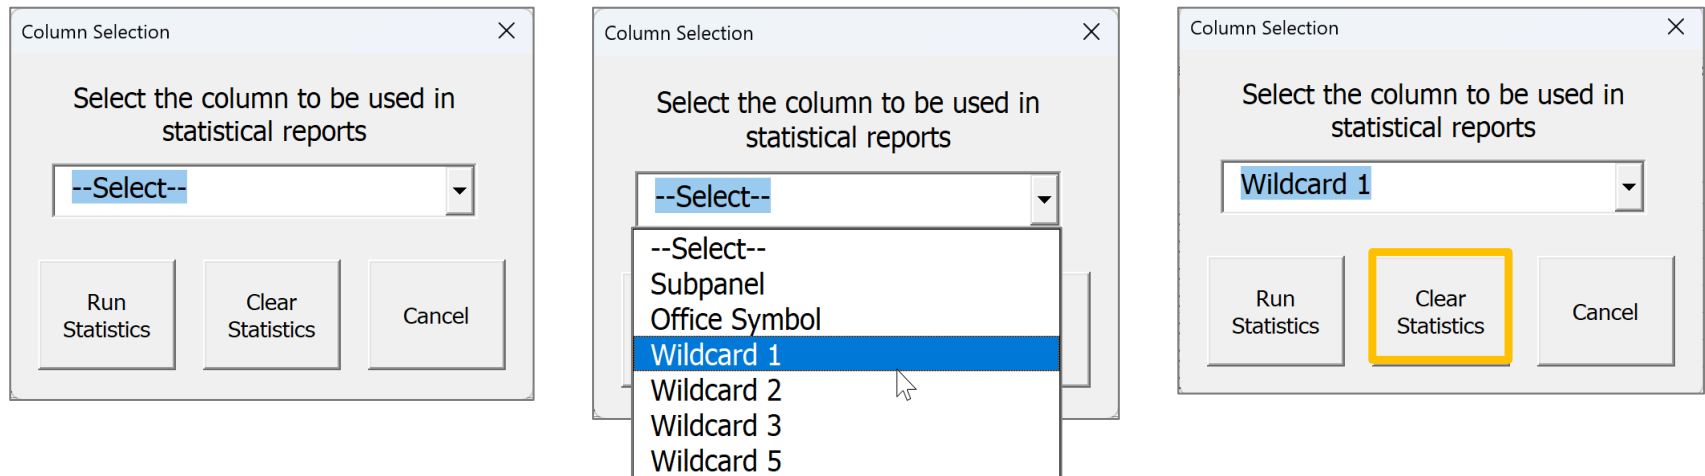 Column Selection
Select the column to be used in
statistical reports
--Select--
Run
Statistics
Clear
Statistics
Cancel
Column Selection
Select the column to be used in
statistical reports
--Select--
--Select--
Subpanel
Office Symbol
Wildcard 1
Wildcard 2
Wildcard 3
Wildcard 5
Column Selection
Select the column to be used in
statistical reports
Wildcard 1
Run
Statistics
Clear
Statistics
Cancel